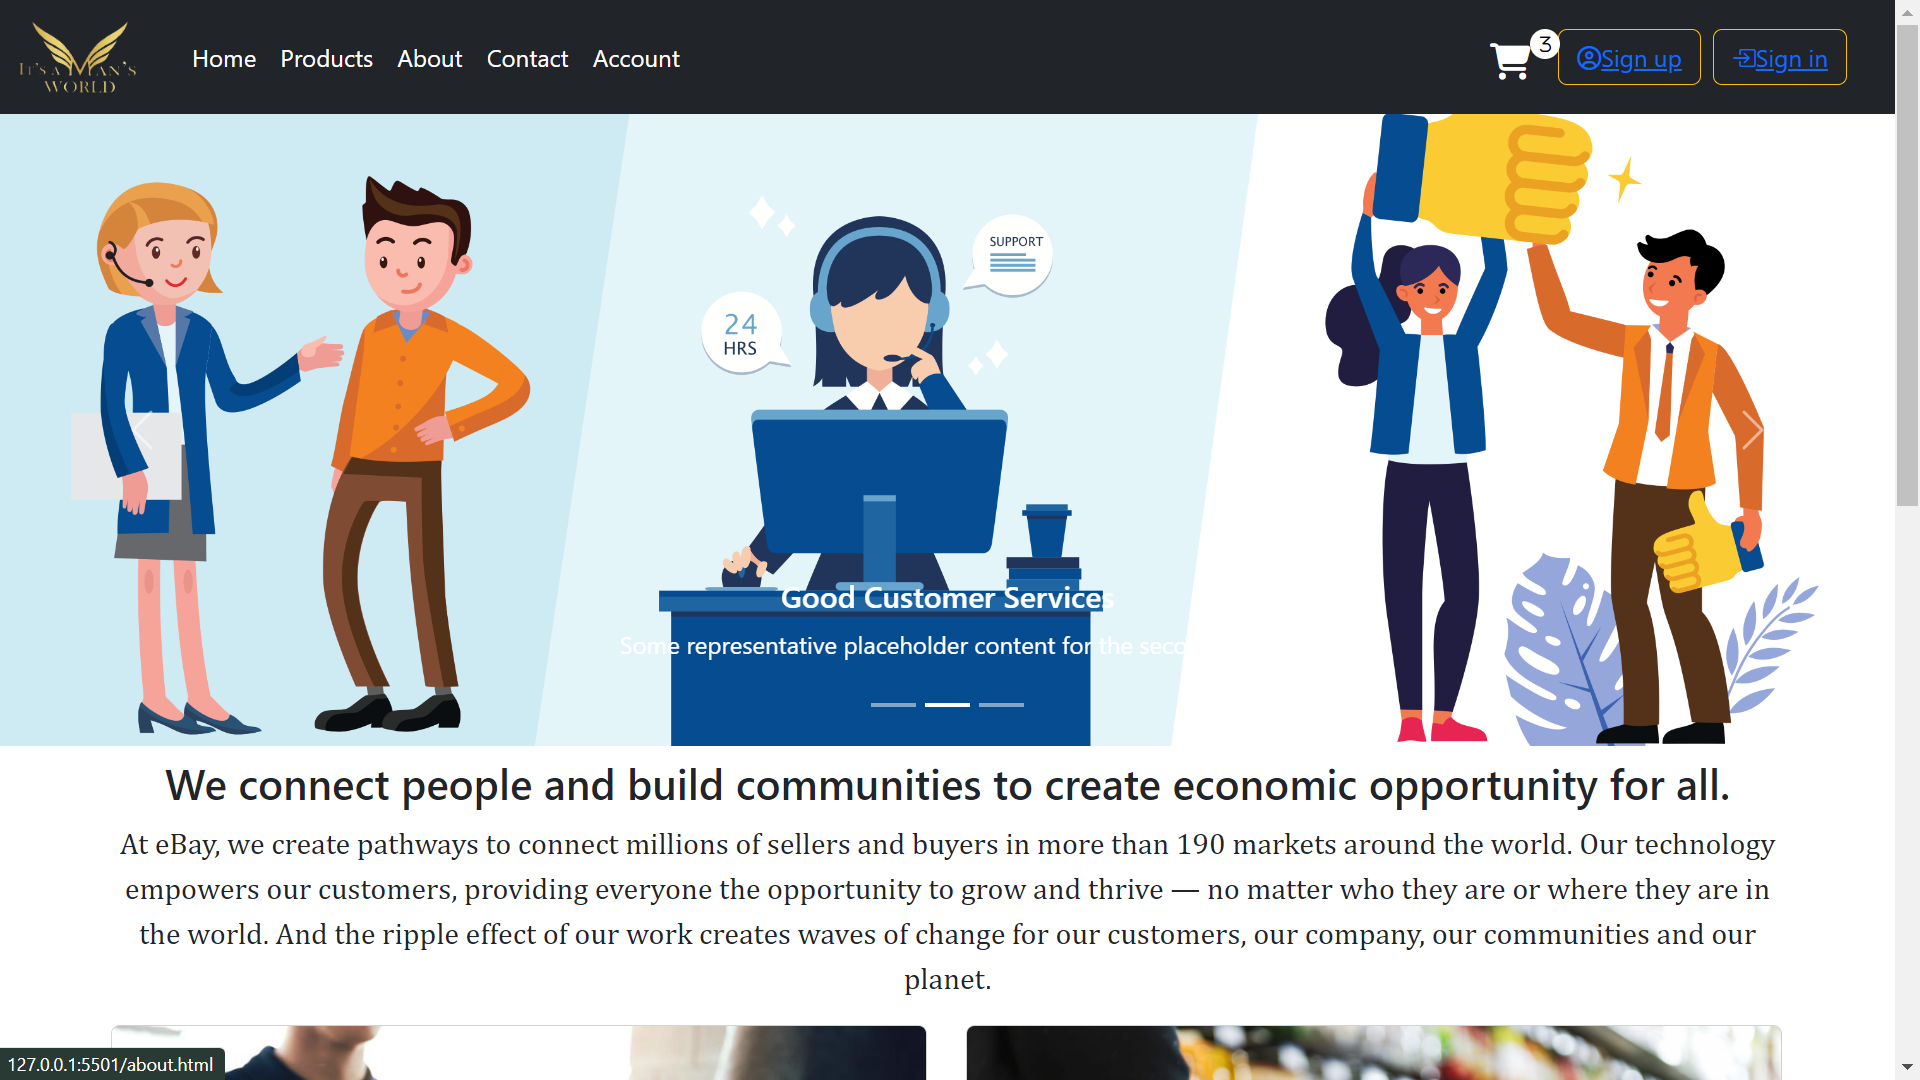 IT'S A MAN'S
WORLD
Home Products About Contact Account
3
Sign up
Sign in
SUPPORT
24
HRS
Good Customer Services
Some representative placeholder content for the seco
We connect people and build communities to create economic opportunity for all.
At eBay, we create pathways to connect millions of sellers and buyers in more than 190 markets around the world. Our technology
empowers our customers, providing everyone the opportunity to grow and thrive — no matter who they are or where they are in
the world. And the ripple effect of our work creates waves of change for our customers, our company, our communities and our
planet.
127.0.0.1:5501/about.html